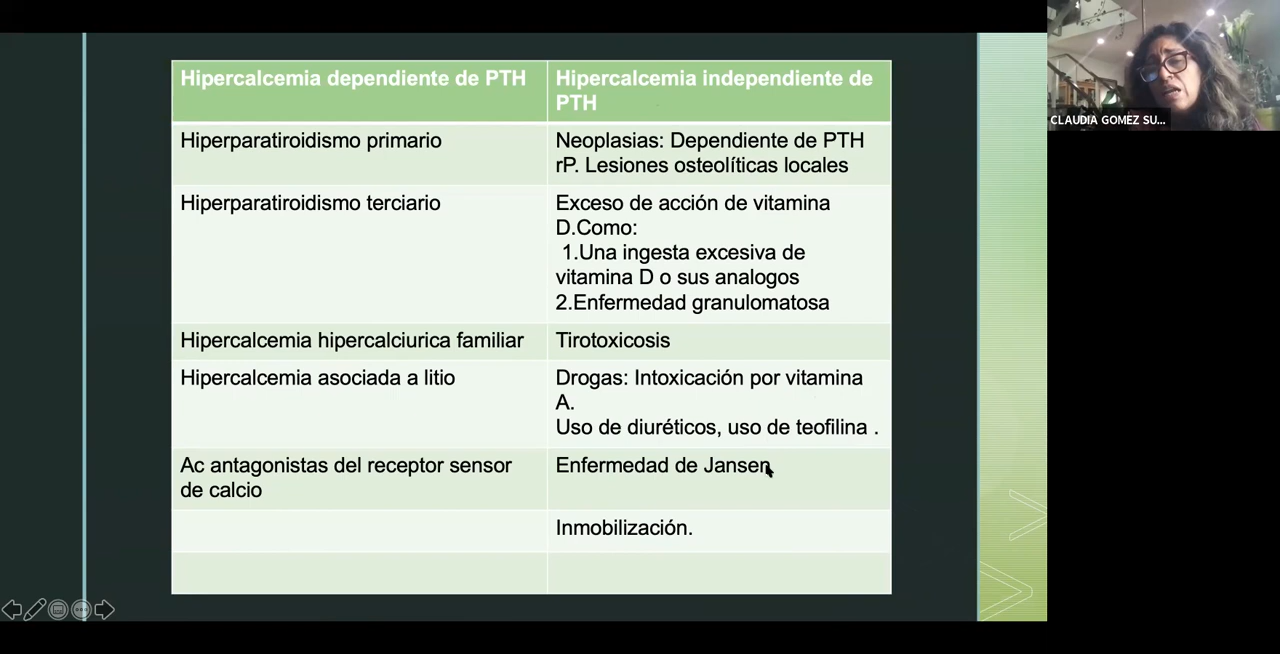 Hipercalcemia dependiente de PTH
Hipercalcemia independiente de
PTH
Hiperparatiroidismo primario
Neoplasias: Dependiente de PTH
rP. Lesiones osteolíticas locales
Hiperparatiroidismo terciario
Exceso de acción de vitamina
D.Como:
1.Una ingesta excesiva de
vitamina D o sus analogos
2.Enfermedad granulomatosa
Hipercalcemia hipercalciurica familiar
Tirotoxicosis
Hipercalcemia asociada a litio
Drogas: Intoxicación por vitamina
A.
Uso de diuréticos, uso de teofilina .
Ac antagonistas del receptor sensor
de calcio
Enfermedad de Jansen
Inmobilización.
CLAUDIA GOMEZ SU...